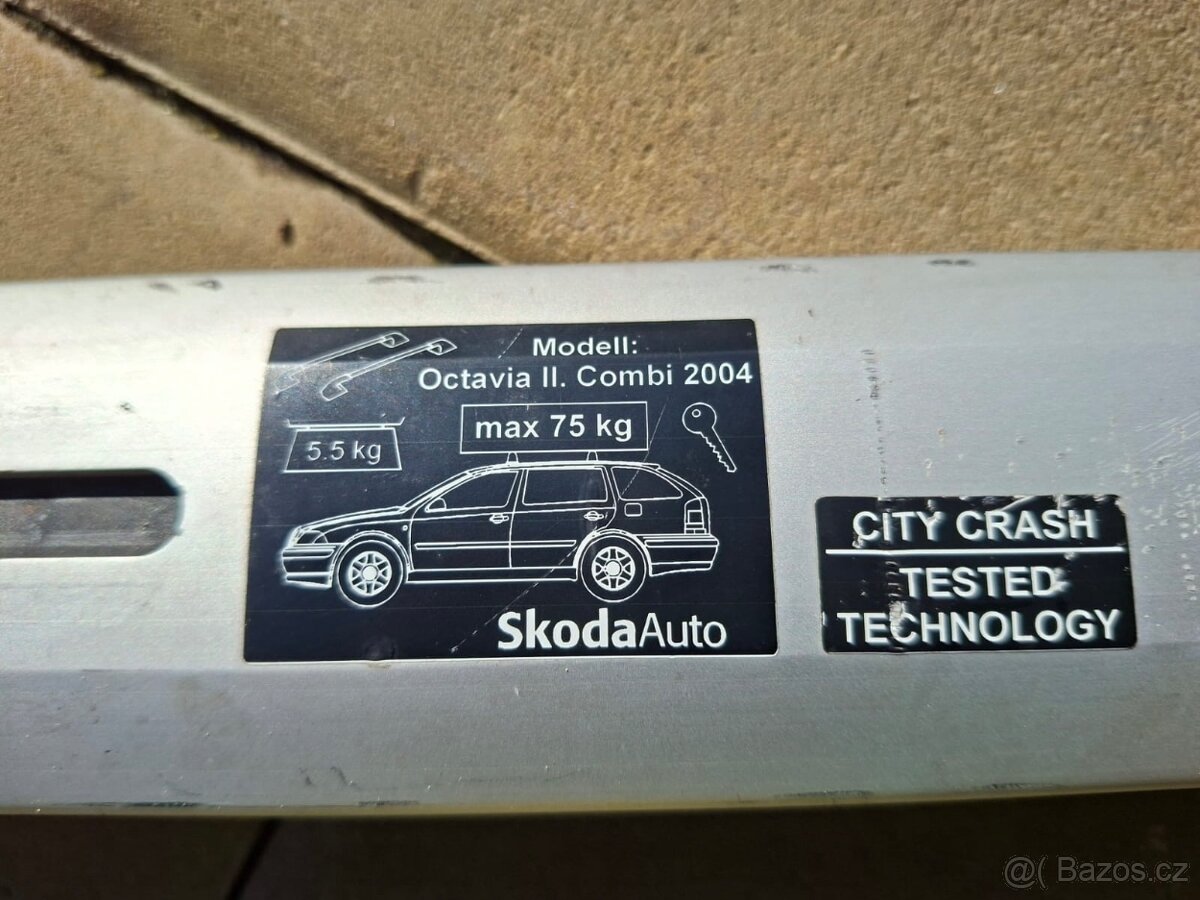 Modell:
Octavia II. Combi 2004
max 75 kg
5.5 kg
SkodaAuto
CITY CRASH
TESTED
TECHNOLOGY
@( Bazos.cz